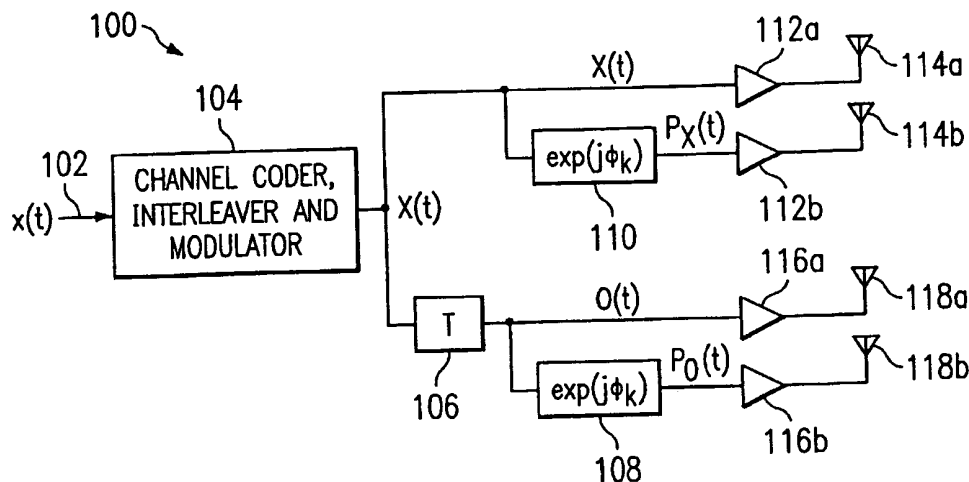 100
112a
X(t)
114a
104
102
x(t)
CHANNEL CODER,
INTERLEAVER AND
MODULATOR
X(t)
exp(jϕk)
PX(t)
114b
110
112b
116a
O(t)
118a
T
106
exp(jϕk)
PO(t)
118b
108
116b